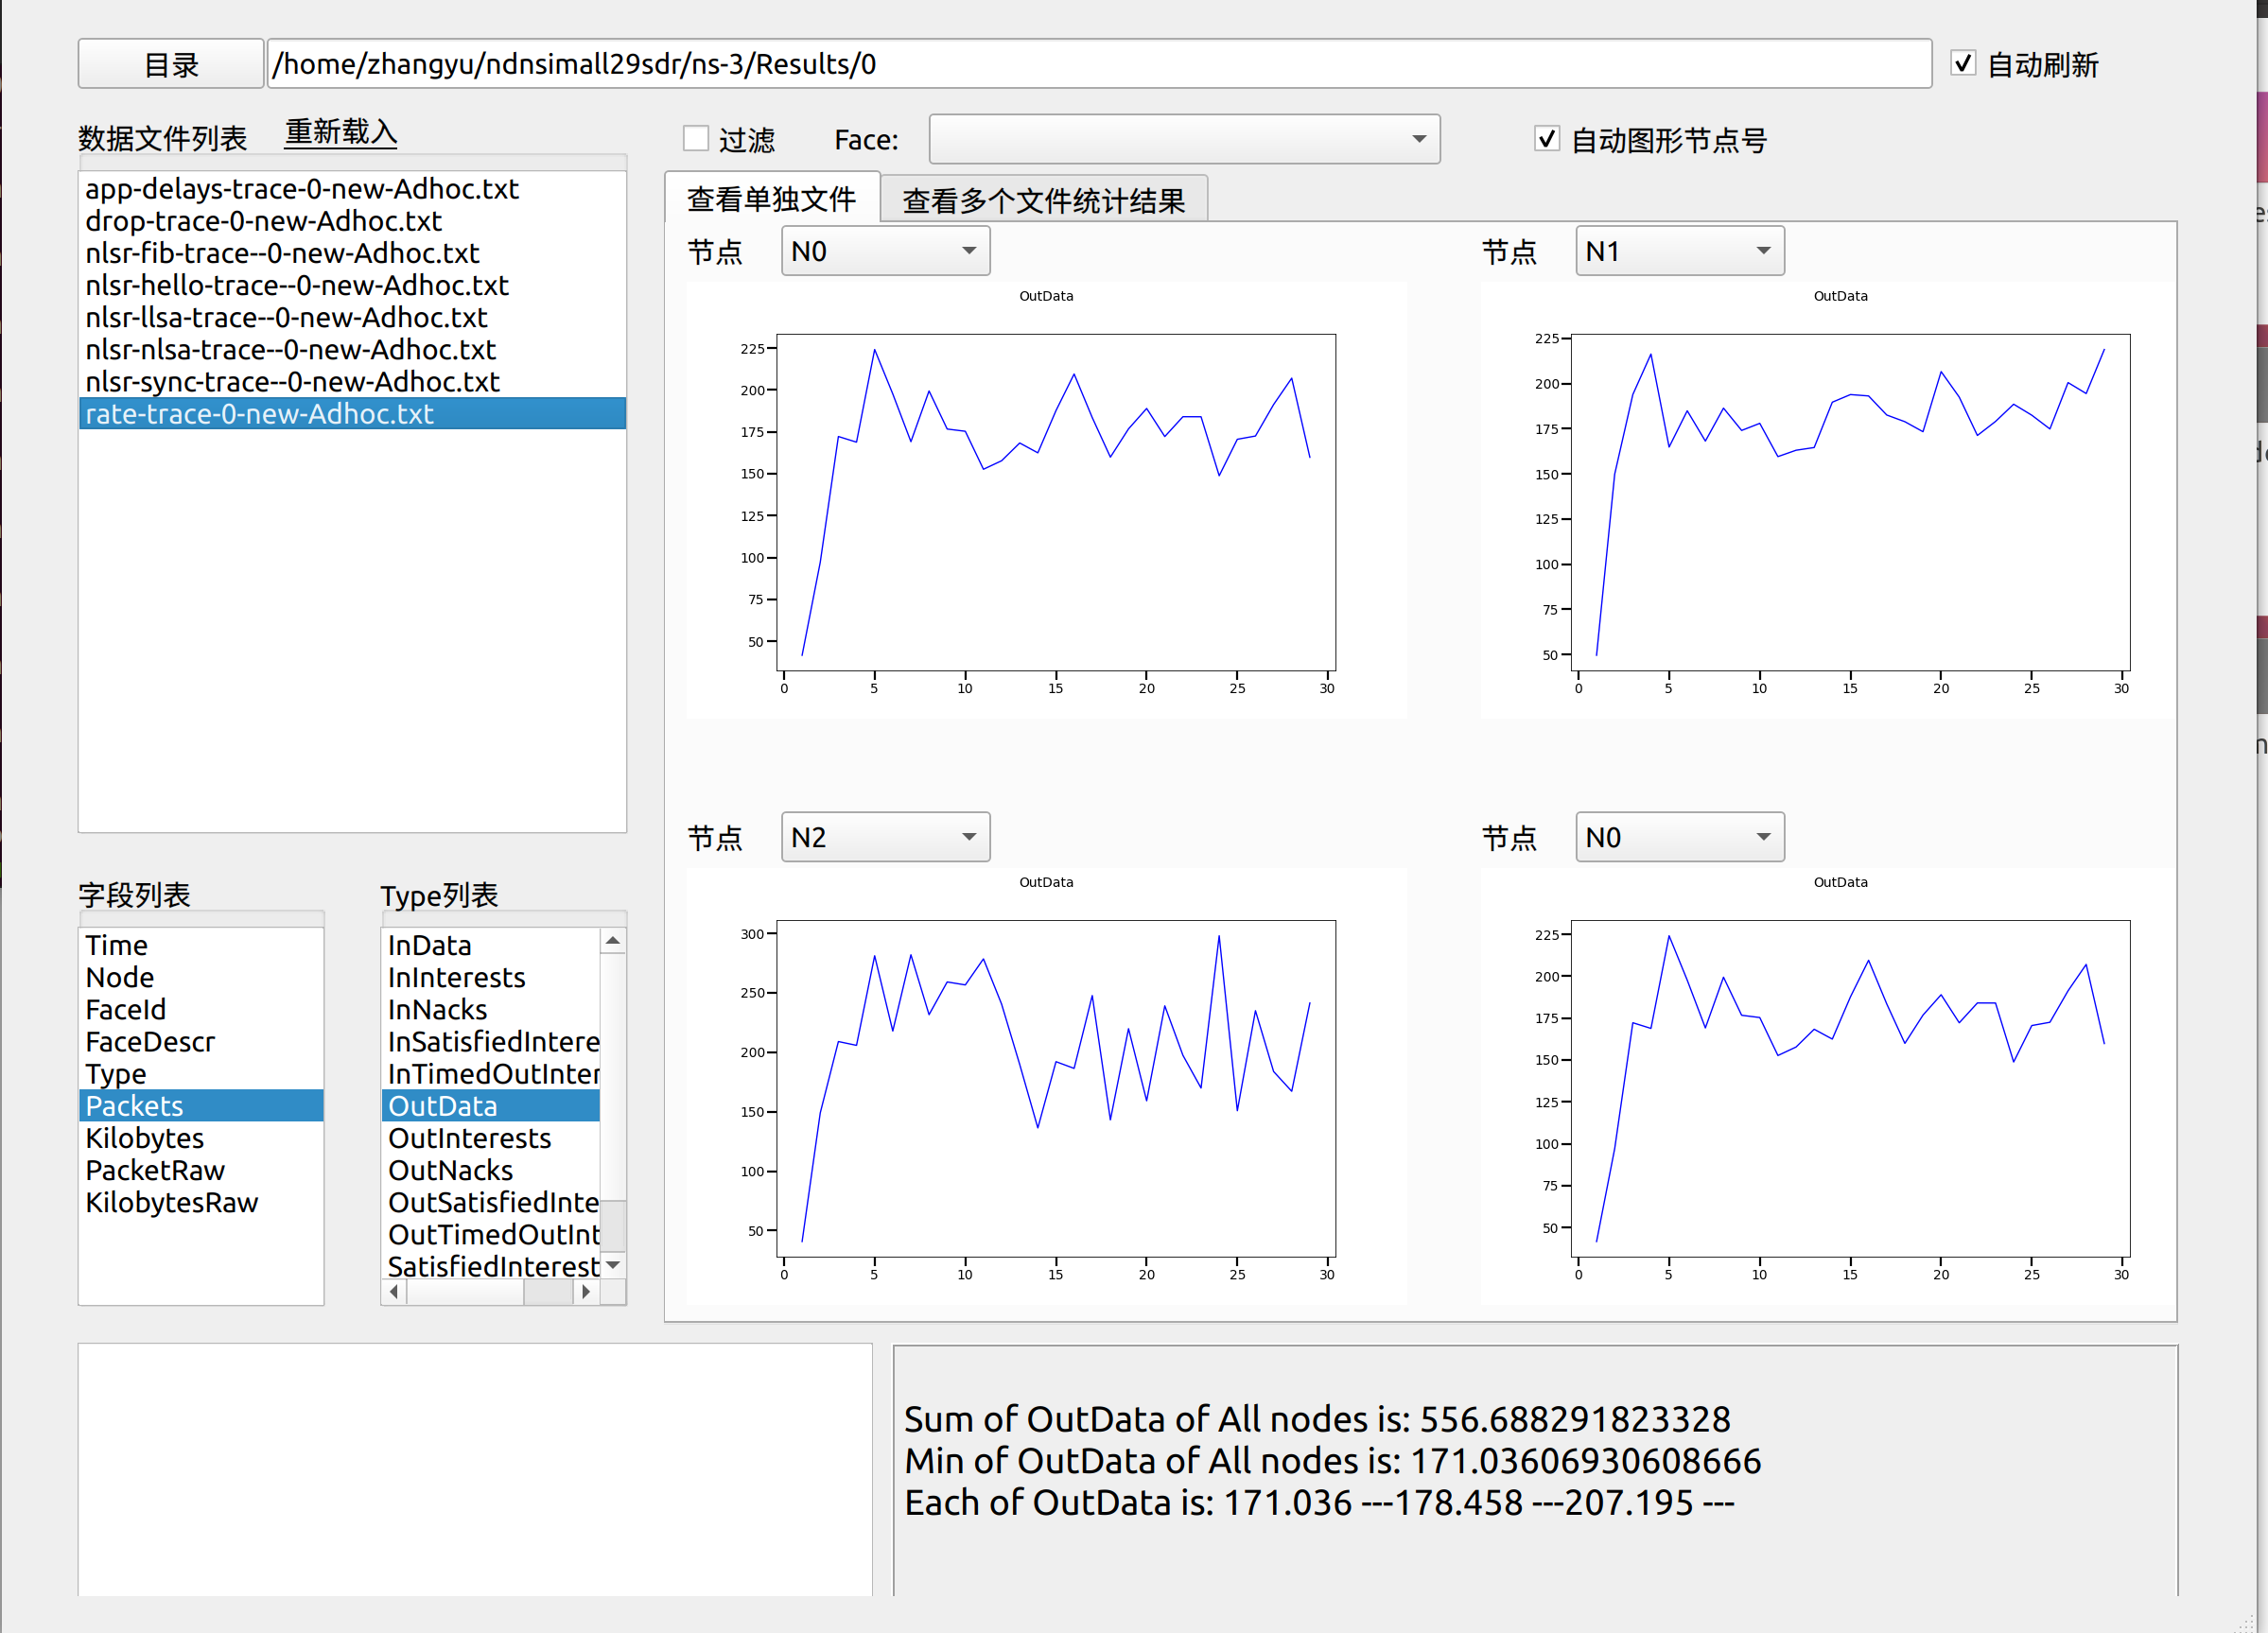 目录 /home/zhangyu/ndnsimall29sdr/ns-3/Results/0 自动刷新
数据文件列表 重新载入 过滤 Face: 自动图形节点号
查看单独文件 查看多个文件统计结果
app-delays-trace-0-new-Adhoc.txt
drop-trace-0-new-Adhoc.txt
nlsr-fib-trace--0-new-Adhoc.txt
nlsr-hello-trace--0-new-Adhoc.txt
nlsr-llsa-trace--0-new-Adhoc.txt
nlsr-nlsa-trace--0-new-Adhoc.txt
nlsr-sync-trace--0-new-Adhoc.txt
rate-trace-0-new-Adhoc.txt
字段列表
Time
Node
FaceId
FaceDescr
Type
Packets
Kilobytes
PacketRaw
KilobytesRaw
Type列表
InData
InInterests
InNacks
InSatisfiedIntere
InTimedOutInter
OutData
OutInterests
OutNacks
OutSatisfiedInte
OutTimedOutInt
SatisfiedInterest
节点 N0
OutData
225
200
175
150
125
100
75
50
0 5 10 15 20 25 30
节点 N1
OutData
225
200
175
150
125
100
75
50
0 5 10 15 20 25 30
节点 N2
OutData
300
250
200
150
100
50
0 5 10 15 20 25 30
节点 N0
OutData
225
200
175
150
125
100
75
50
0 5 10 15 20 25 30
Sum of OutData of All nodes is: 556.688291823328
Min of OutData of All nodes is: 171.03606930608666
Each of OutData is: 171.036 ---178.458 ---207.195 ---